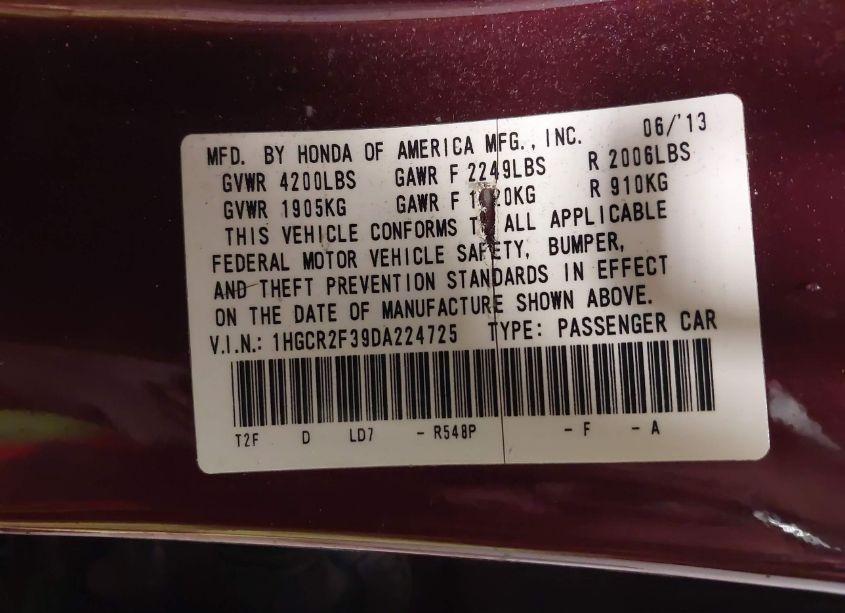 06/'13
MFD. BY HONDA OF AMERICA MFG., INC.
GVWR 4200LBS GAWR F 2249LBS R 2006LBS
GVWR 1905KG GAWR F R 910KG
THIS VEHICLE CONFORMS ALL APPLICABLE
FEDERAL MOTOR VEHICLE SAFETY, BUMPER,
AND THEFT PREVENTION STANDARDS IN EFFECT
ON THE DATE OF MANUFACTURE SHOWN ABOVE.
V.I.N.: 1HGCR2F39DA224725 TYPE: PASSENGER CAR
T2F D LD7 - R548P - F - A